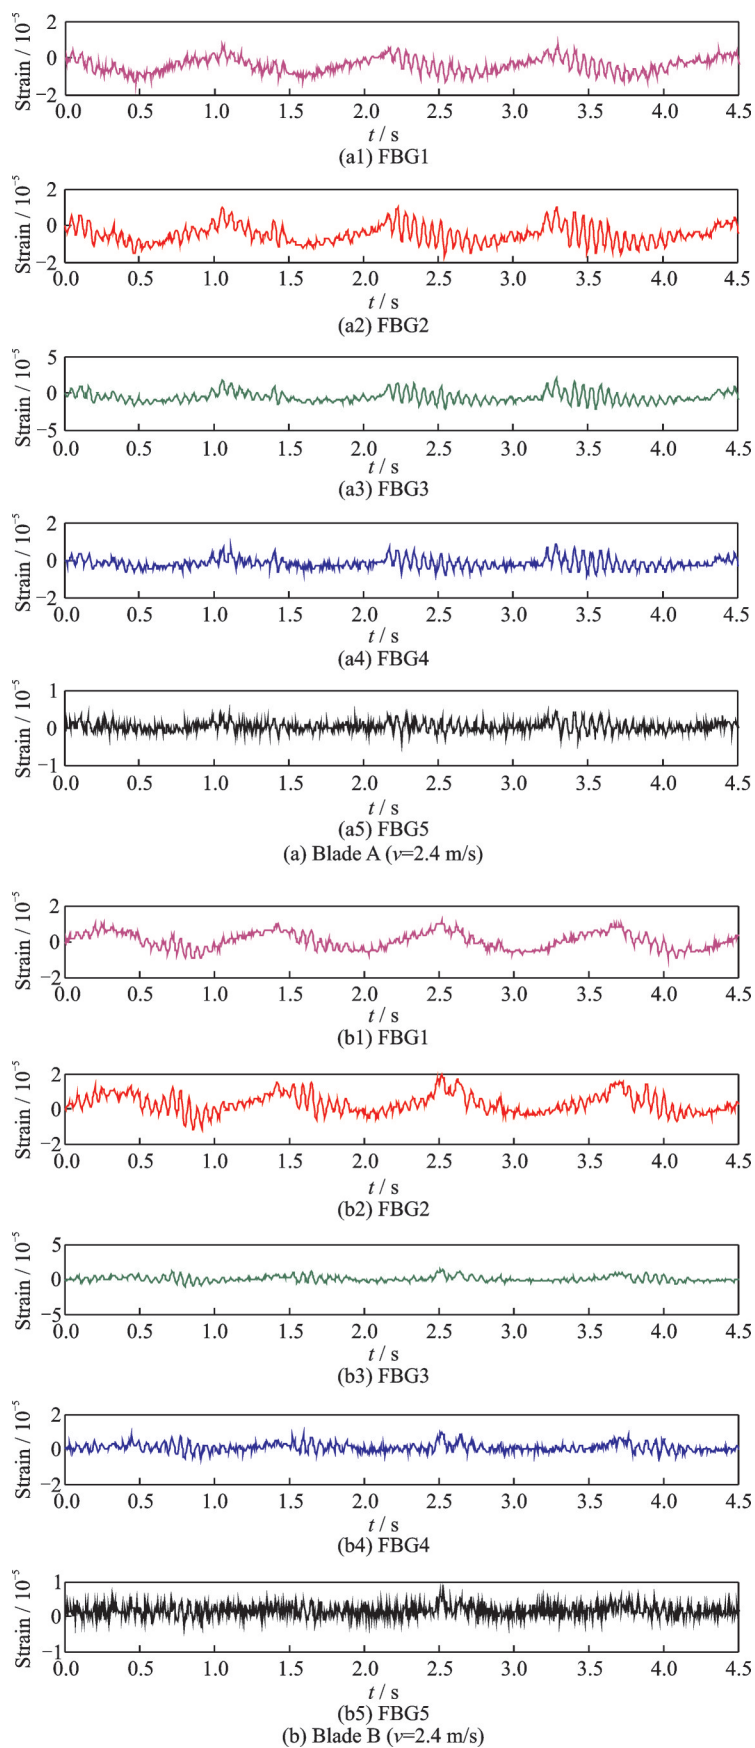 Strain / 10⁻⁵
2
0
−2
0.0 0.5 1.0 1.5 2.0 2.5 3.0 3.5 4.0 4.5
t / s
(a1) FBG1
Strain / 10⁻⁵
2
0
−2
0.0 0.5 1.0 1.5 2.0 2.5 3.0 3.5 4.0 4.5
t / s
(a2) FBG2
Strain / 10⁻⁵
5
0
−5
0.0 0.5 1.0 1.5 2.0 2.5 3.0 3.5 4.0 4.5
t / s
(a3) FBG3
Strain / 10⁻⁵
2
0
−2
0.0 0.5 1.0 1.5 2.0 2.5 3.0 3.5 4.0 4.5
t / s
(a4) FBG4
Strain / 10⁻⁵
1
0
−1
0.0 0.5 1.0 1.5 2.0 2.5 3.0 3.5 4.0 4.5
t / s
(a5) FBG5
(a) Blade A (v=2.4 m/s)
Strain / 10⁻⁵
2
0
−2
0.0 0.5 1.0 1.5 2.0 2.5 3.0 3.5 4.0 4.5
t / s
(b1) FBG1
Strain / 10⁻⁵
2
0
−2
0.0 0.5 1.0 1.5 2.0 2.5 3.0 3.5 4.0 4.5
t / s
(b2) FBG2
Strain / 10⁻⁵
5
0
−5
0.0 0.5 1.0 1.5 2.0 2.5 3.0 3.5 4.0 4.5
t / s
(b3) FBG3
Strain / 10⁻⁵
2
0
−2
0.0 0.5 1.0 1.5 2.0 2.5 3.0 3.5 4.0 4.5
t / s
(b4) FBG4
Strain / 10⁻⁵
1
0
−1
0.0 0.5 1.0 1.5 2.0 2.5 3.0 3.5 4.0 4.5
t / s
(b5) FBG5
(b) Blade B (v=2.4 m/s)